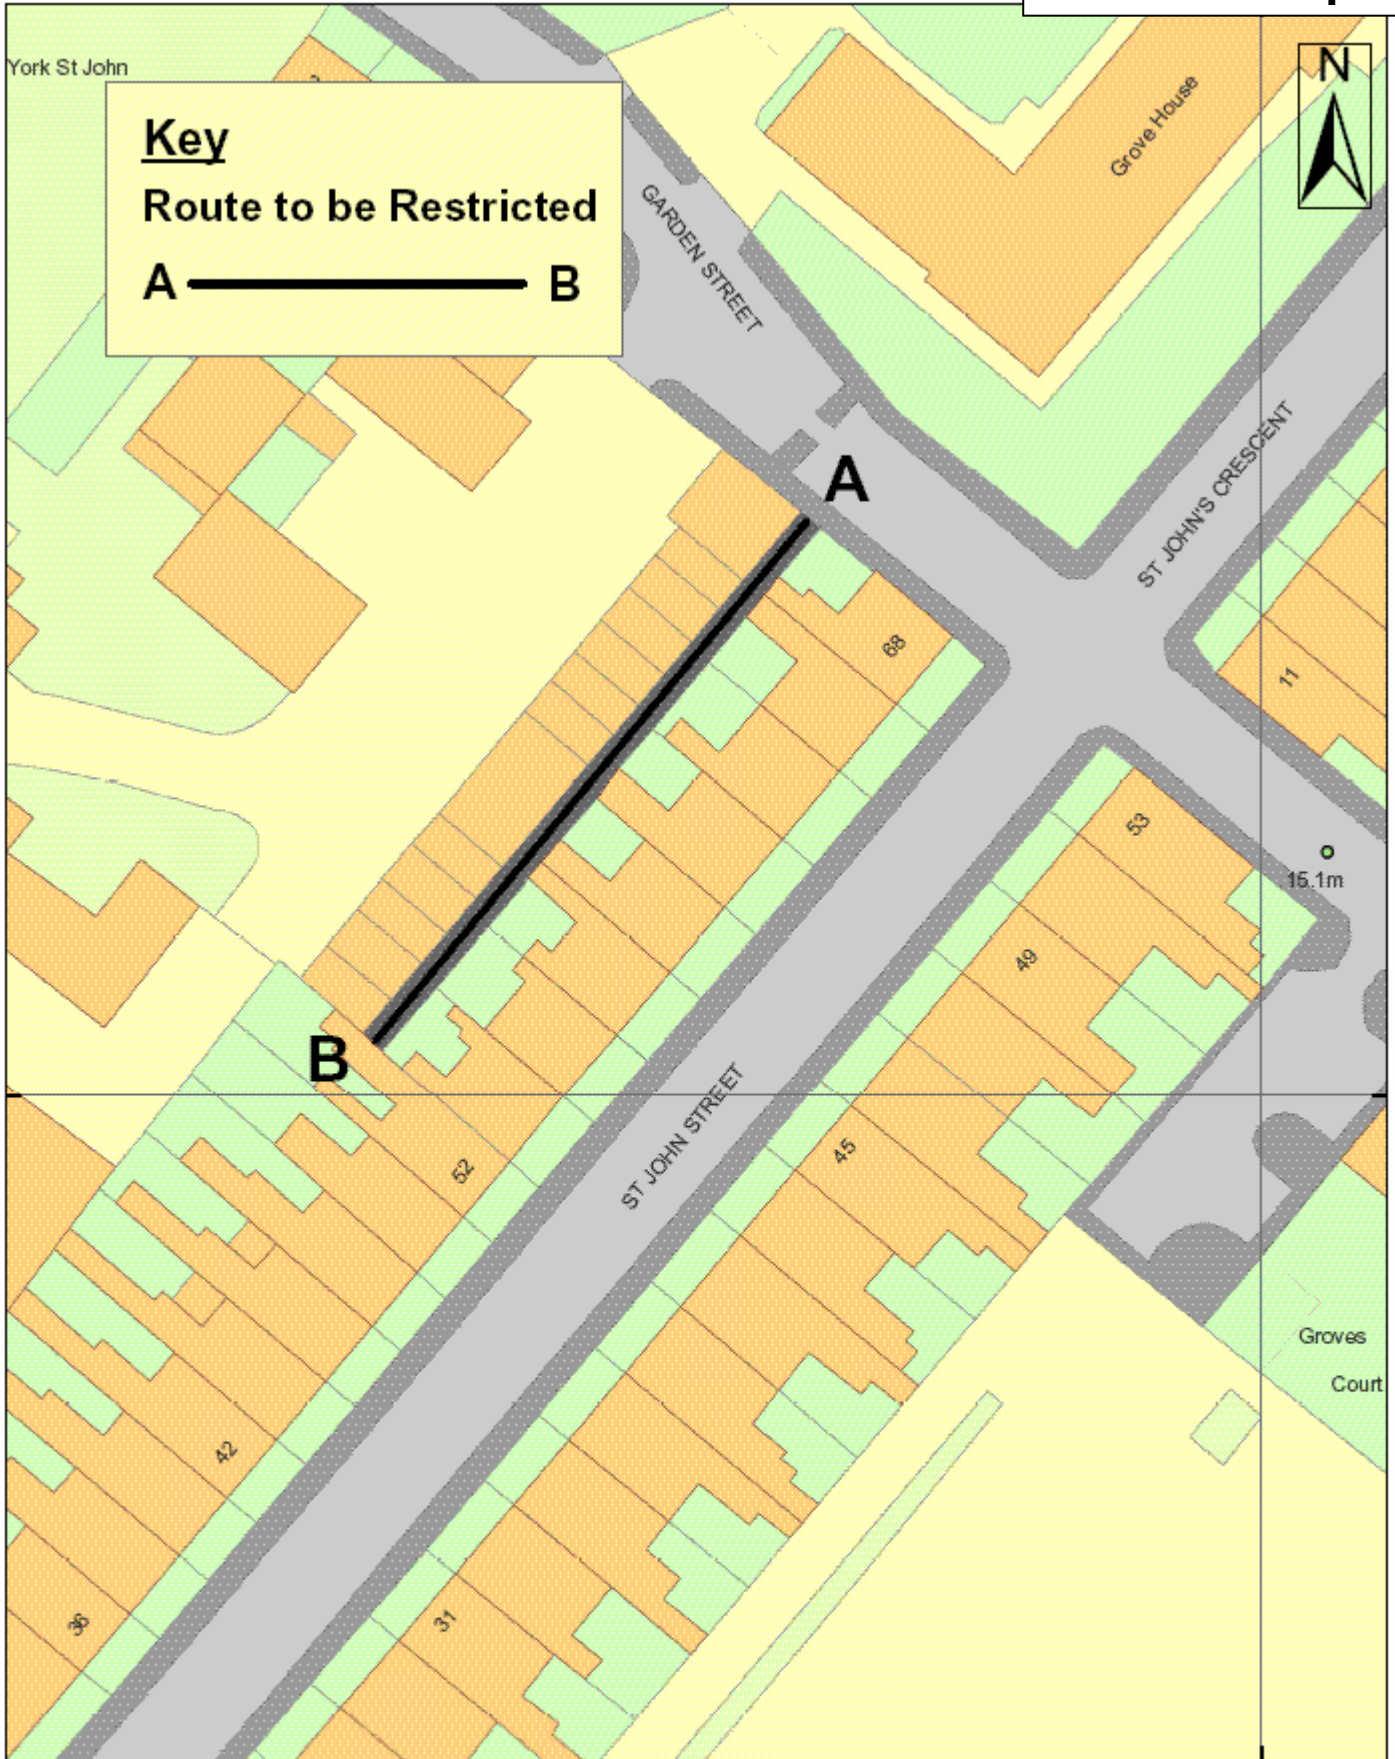 York St John
Key
Route to be Restricted
A B
N
Grove House
GARDEN STREET
ST JOHN'S CRESCENT
A
68
11
53
15.1m
49
B
ST JOHN STREET
45
52
Groves
Court
42
36
31